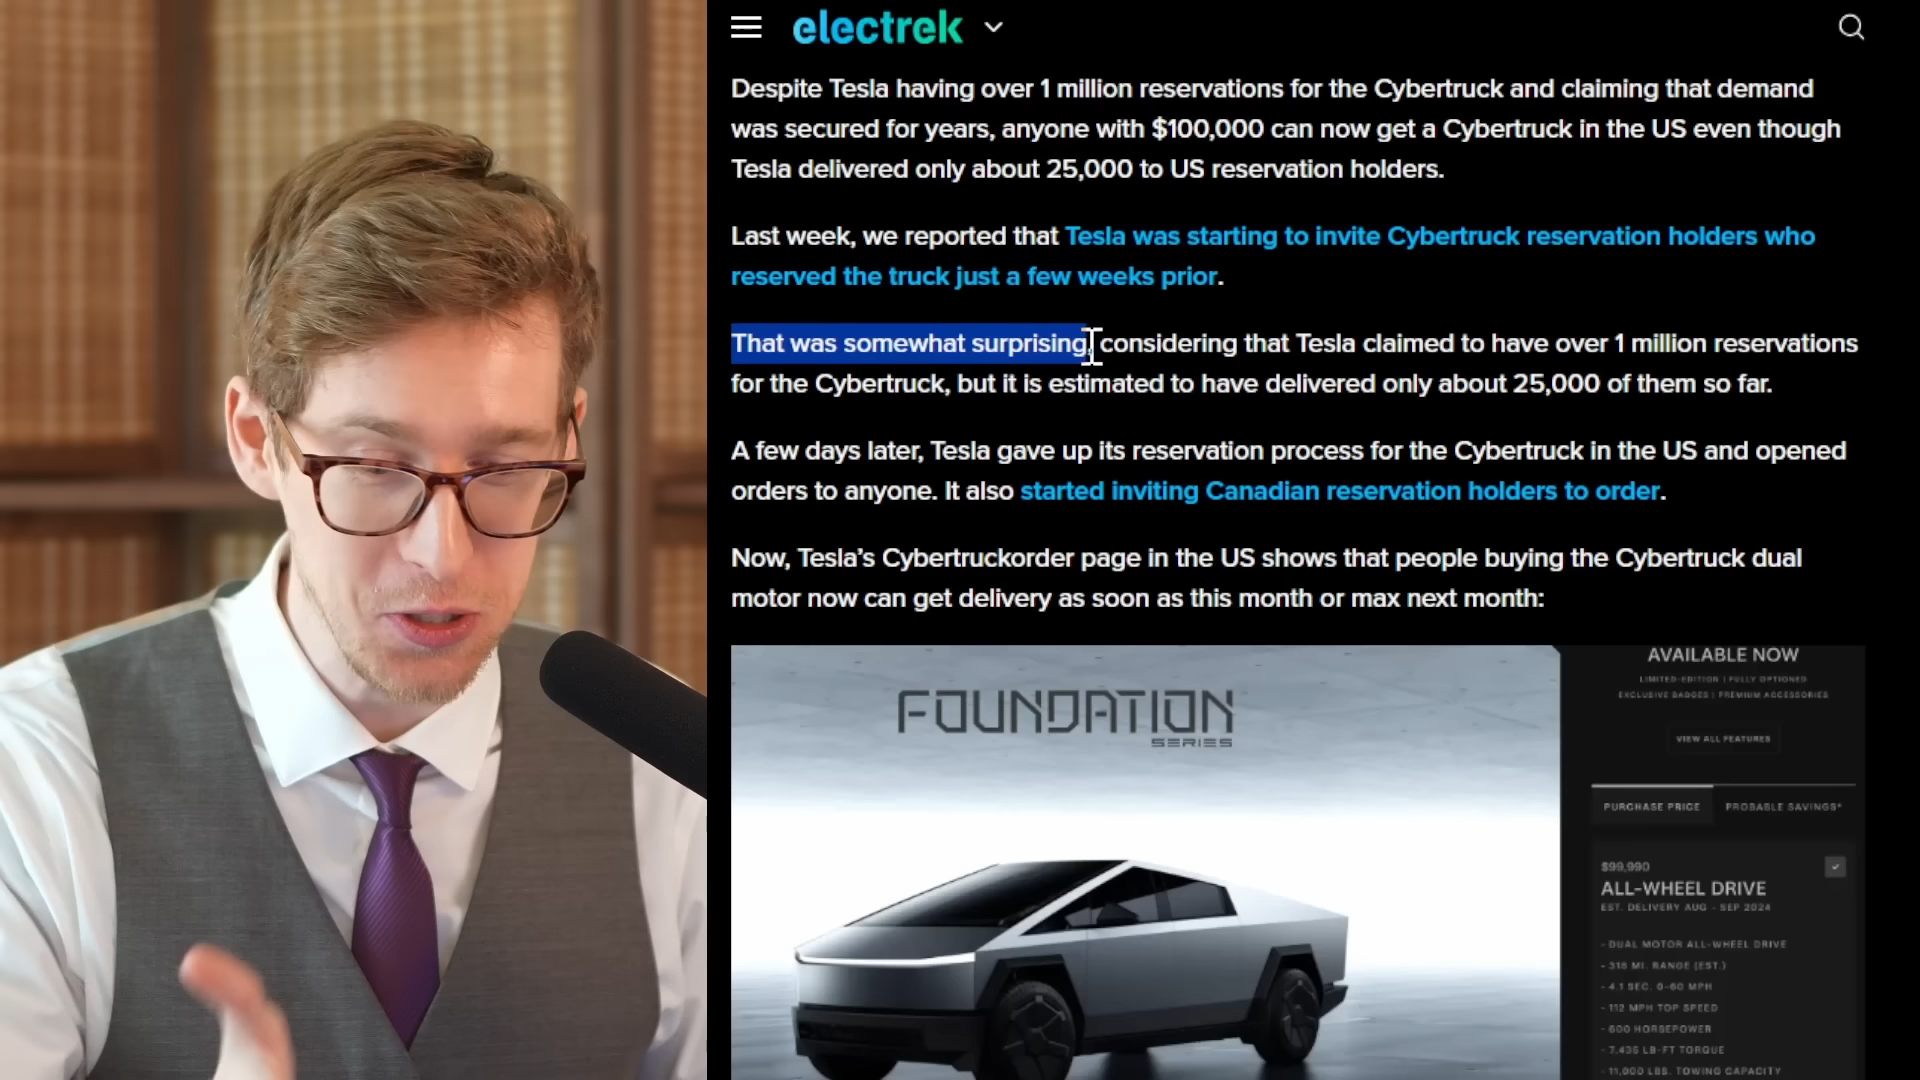 electrek
Despite Tesla having over 1 million reservations for the Cybertruck and claiming that demand
was secured for years, anyone with $100,000 can now get a Cybertruck in the US even though
Tesla delivered only about 25,000 to US reservation holders.
Last week, we reported that Tesla was starting to invite Cybertruck reservation holders who
reserved the truck just a few weeks prior.
That was somewhat surprising, considering that Tesla claimed to have over 1 million reservations
for the Cybertruck, but it is estimated to have delivered only about 25,000 of them so far.
A few days later, Tesla gave up its reservation process for the Cybertruck in the US and opened
orders to anyone. It also started inviting Canadian reservation holders to order.
Now, Tesla’s Cybertruckorder page in the US shows that people buying the Cybertruck dual
motor now can get delivery as soon as this month or max next month:
FOUNDATION
SERIES
AVAILABLE NOW
LIMITED-EDITION | FULLY OPTIONED
EXCLUSIVE BADGES | PREMIUM ACCESSORIES
VIEW ALL FEATURES
PURCHASE PRICE PROBABLE SAVINGS*
$99,990
ALL-WHEEL DRIVE
EST. DELIVERY AUG - SEP 2024
- DUAL MOTOR ALL-WHEEL DRIVE
- 318 MI. RANGE (EST.)
- 4.1 SEC. 0-60 MPH
- 112 MPH TOP SPEED
- 600 HORSEPOWER
- 7,435 LB-FT TORQUE
- 11,000 LBS. TOWING CAPACITY